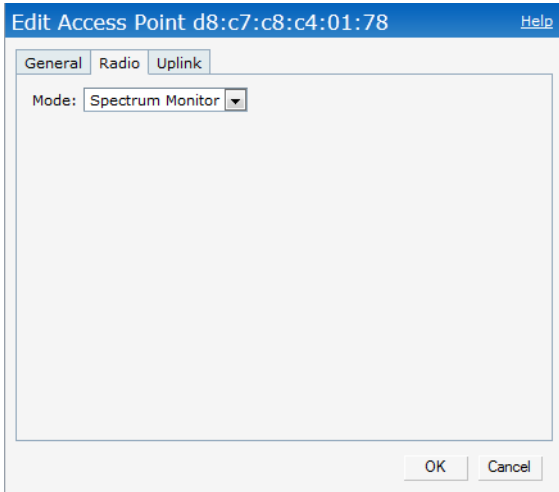 Edit Access Point d8:c7:c8:c4:01:78 Help
General Radio Uplink
Mode: Spectrum Monitor
OK Cancel